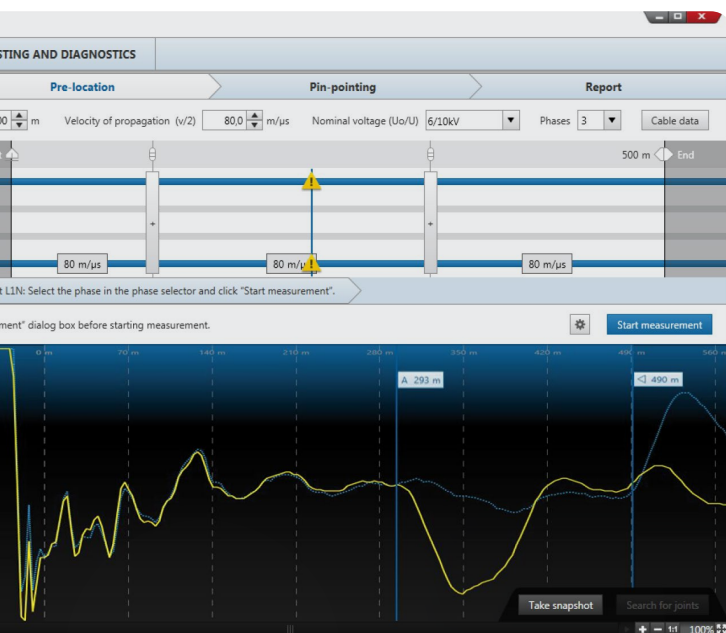 STING AND DIAGNOSTICS
Pre-location Pin-pointing Report
00 m Velocity of propagation (v/2) 80,0 m/µs Nominal voltage (Uo/U) 6/10kV Phases 3 Cable data
500 m End
+ +
80 m/µs 80 m/µ 80 m/µs
t L1N: Select the phase in the phase selector and click "Start measurement".
ment" dialog box before starting measurement.
Start measurement
0 m 70 m 140 m 210 m 280 m 350 m 420 m 490 m 560 m
A 293 m 490 m
Take snapshot Search for joints
1:1 100%